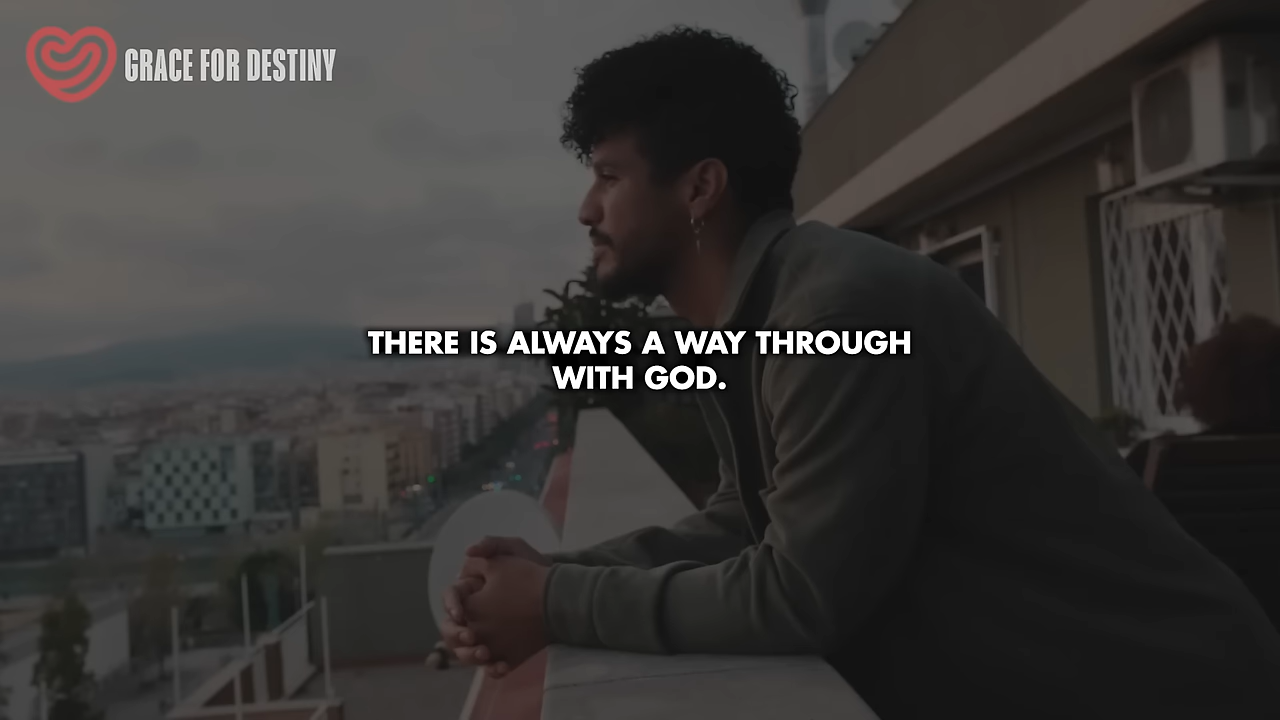 GRACE FOR DESTINY
THERE IS ALWAYS A WAY THROUGH
WITH GOD.